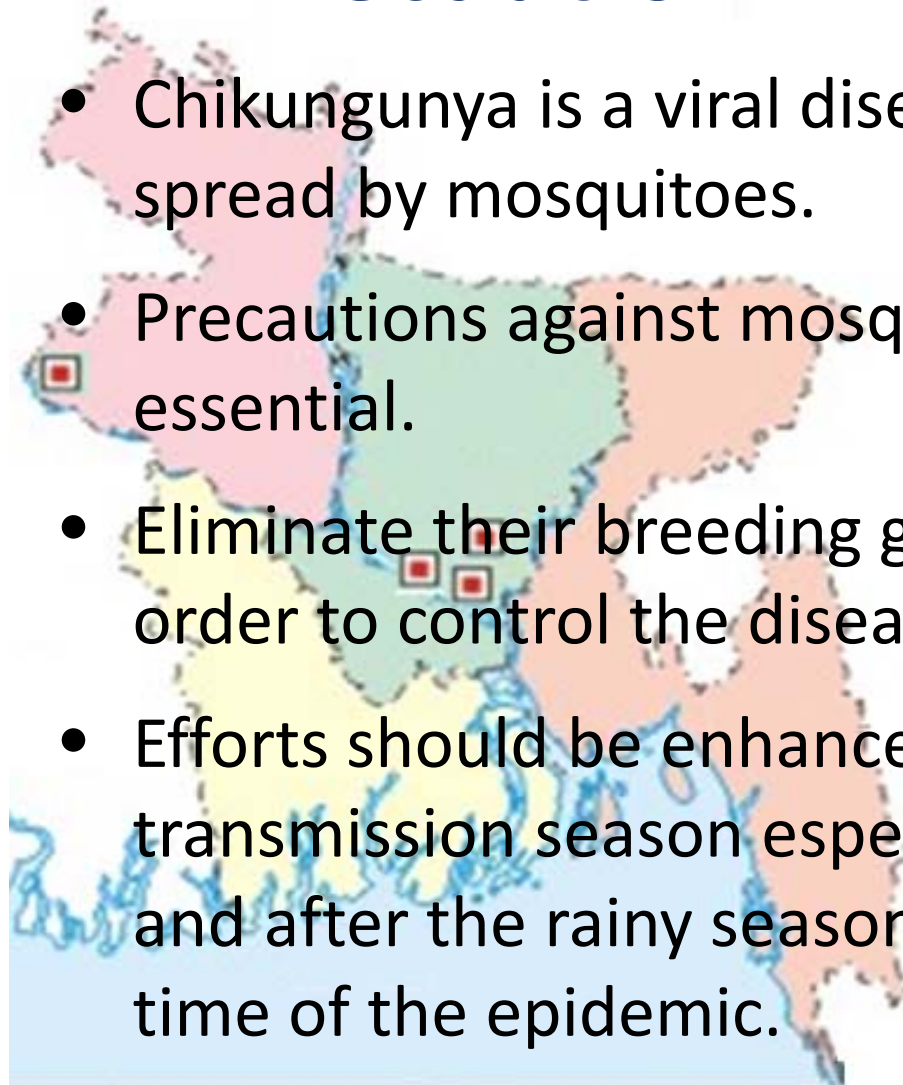 • Chikungunya is a viral dise
spread by mosquitoes.
• Precautions against mosq
essential.
• Eliminate their breeding g
order to control the disea
• Efforts should be enhance
transmission season espe
and after the rainy season
time of the epidemic.